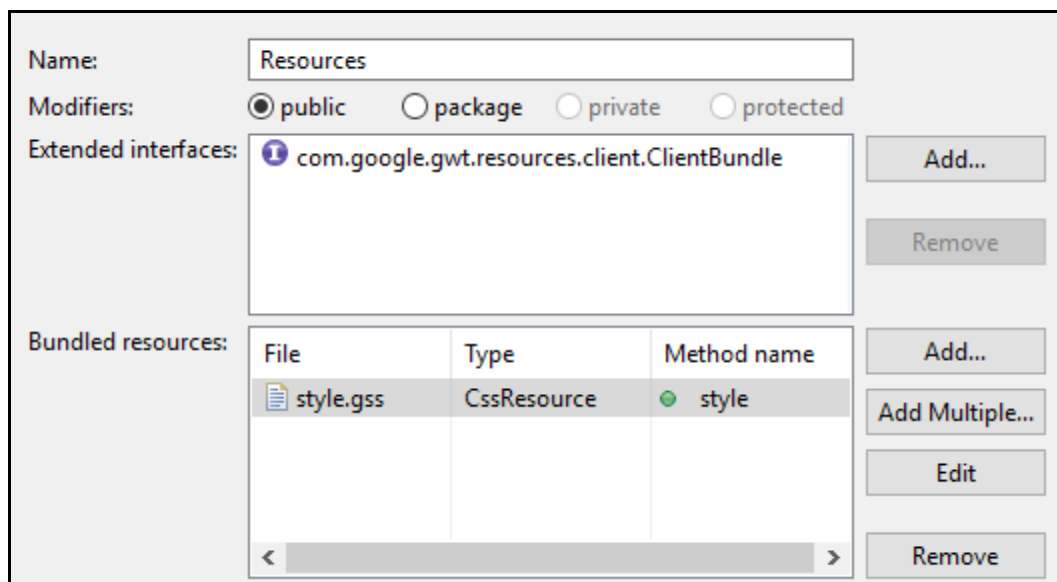 Name: Resources
Modifiers: public package private protected
Extended interfaces: com.google.gwt.resources.client.ClientBundle Add...
Remove
Bundled resources: File Type Method name Add...
style.gss CssResource style
Add Multiple...
Edit
Remove